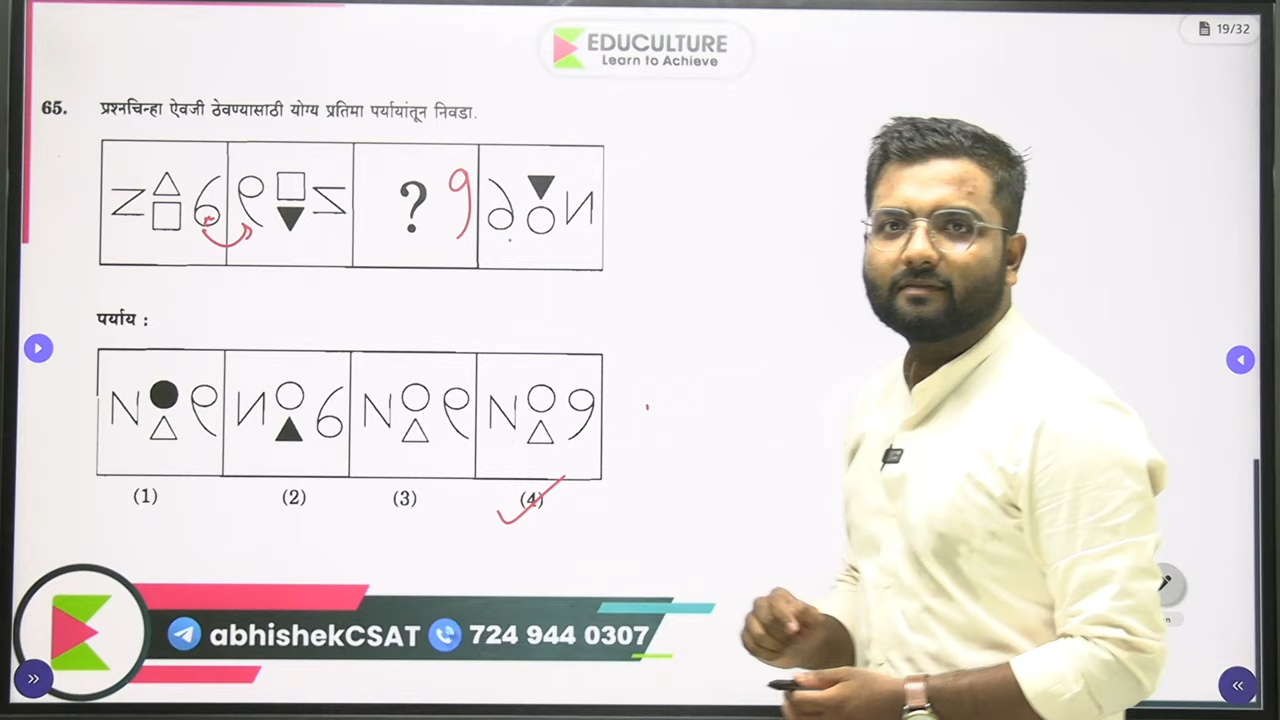 EDUCULTURE
Learn to Achieve
19/32
65. प्रश्नचिन्हा ऐवजी ठेवण्यासाठी योग्य प्रतिमा पर्यायांतून निवडा.
?
पर्याय :
(1) (2) (3) (4)
abhishekCSAT 724 944 0307